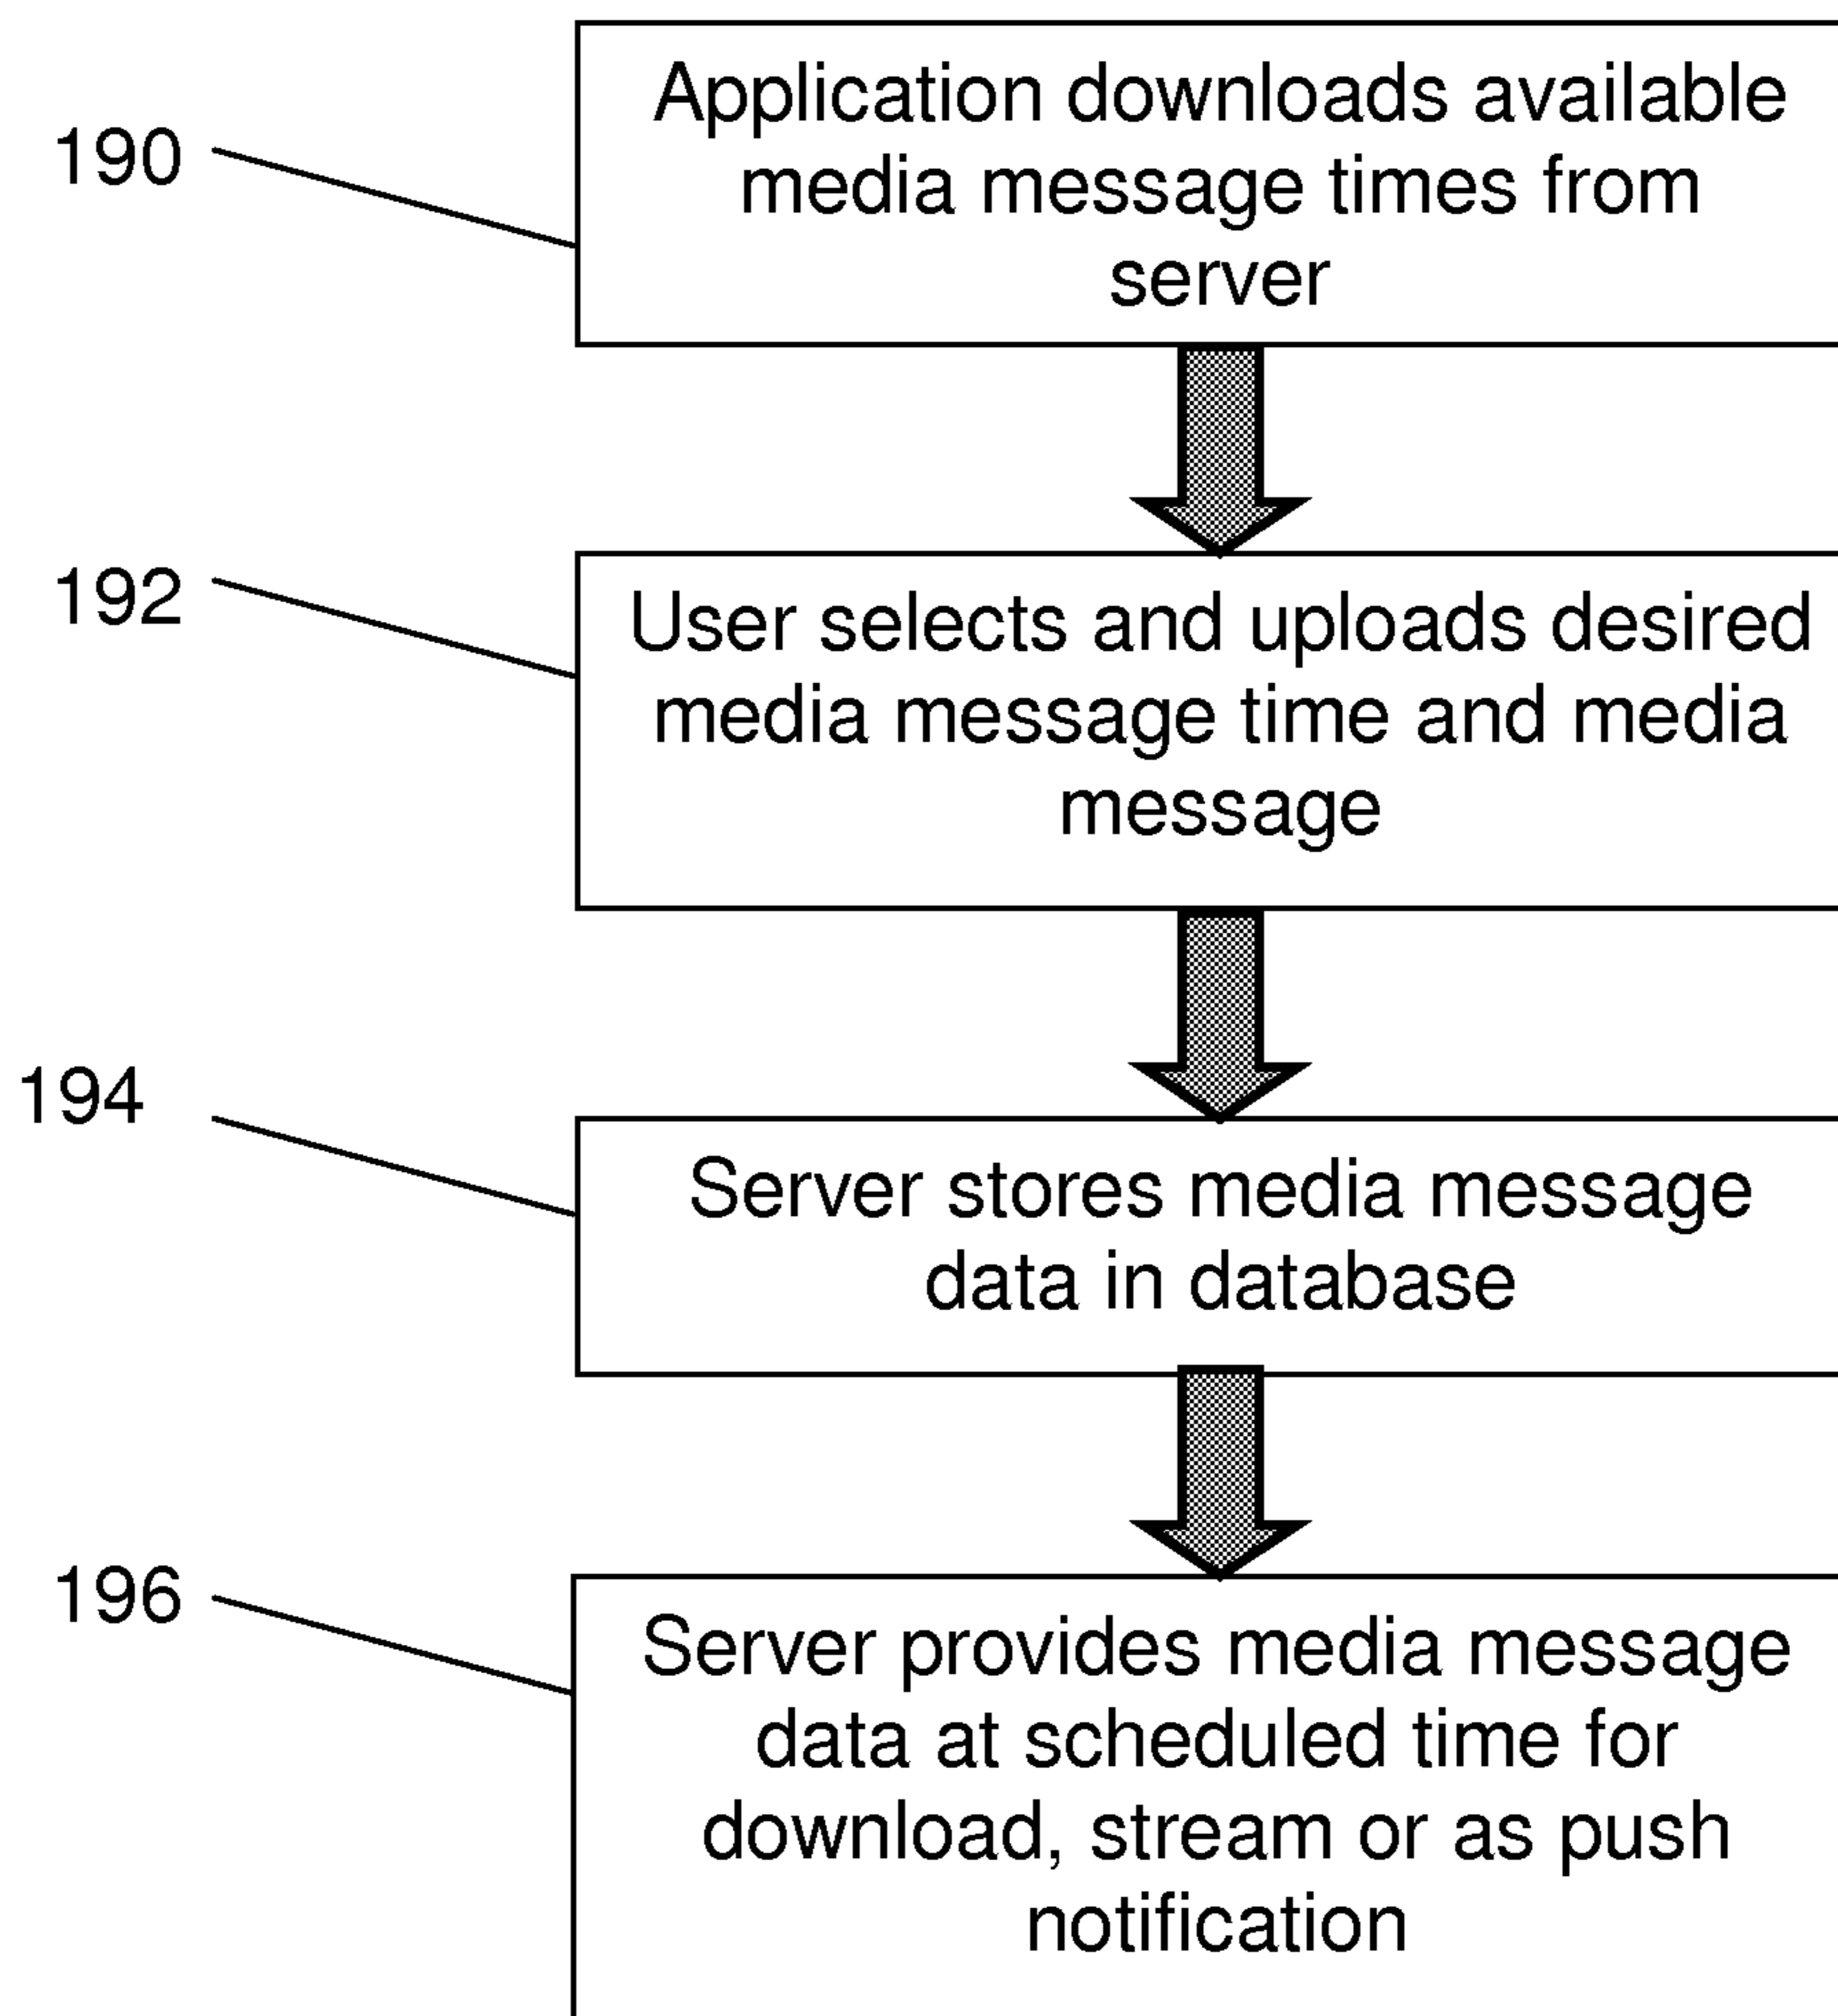 190
Application downloads available
media message times from
server
192
User selects and uploads desired
media message time and media
message
194
Server stores media message
data in database
196
Server provides media message
data at scheduled time for
download, stream or as push
notification